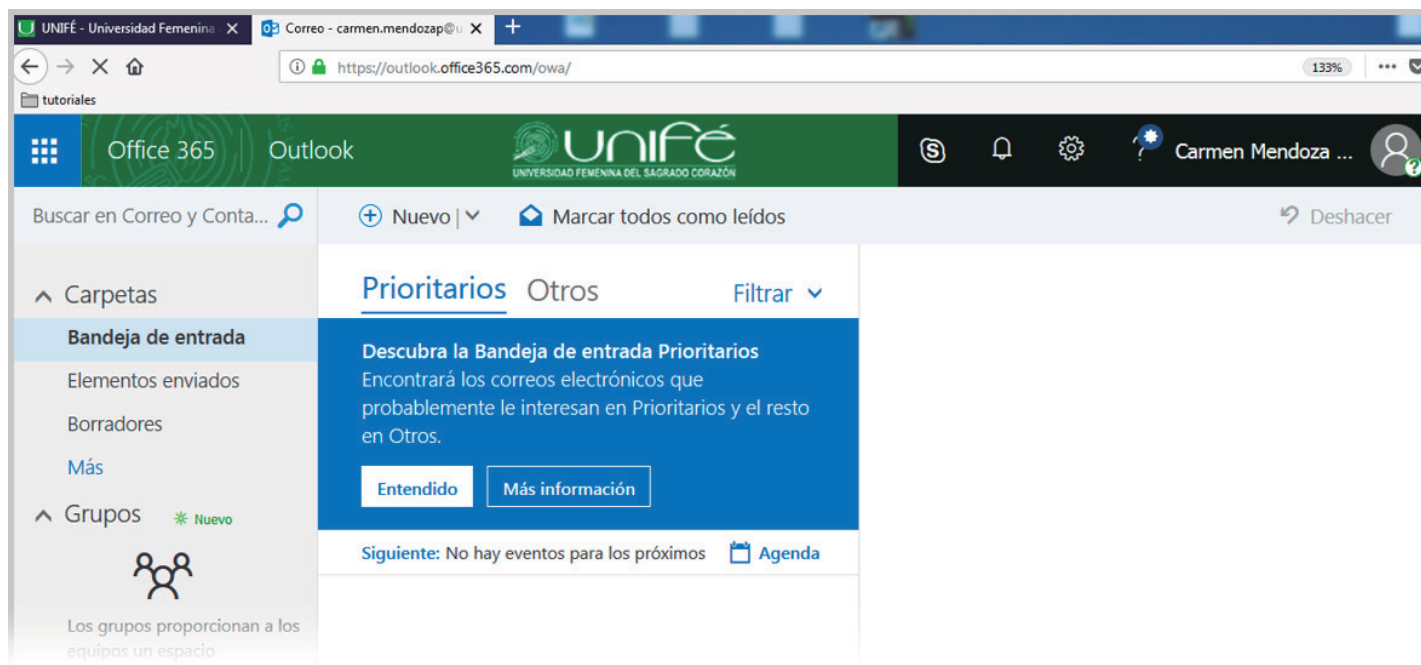 UNIFÉ - Universidad Femenina
Correo - carmen.mendozap@u
https://outlook.office365.com/owa/
133%
tutoriales
Office 365
Outlook
unifé
UNIVERSIDAD FEMENINA DEL SAGRADO CORAZÓN
Carmen Mendoza ...
Buscar en Correo y Conta...
Nuevo
Marcar todos como leídos
Deshacer
Carpetas
Bandeja de entrada
Elementos enviados
Borradores
Más
Grupos
Nuevo
Los grupos proporcionan a los
equipos un espacio
Prioritarios
Otros
Filtrar
Descubra la Bandeja de entrada Prioritarios
Encontrará los correos electrónicos que
probablemente le interesan en Prioritarios y el resto
en Otros.
Entendido
Más información
Siguiente: No hay eventos para los próximos
Agenda